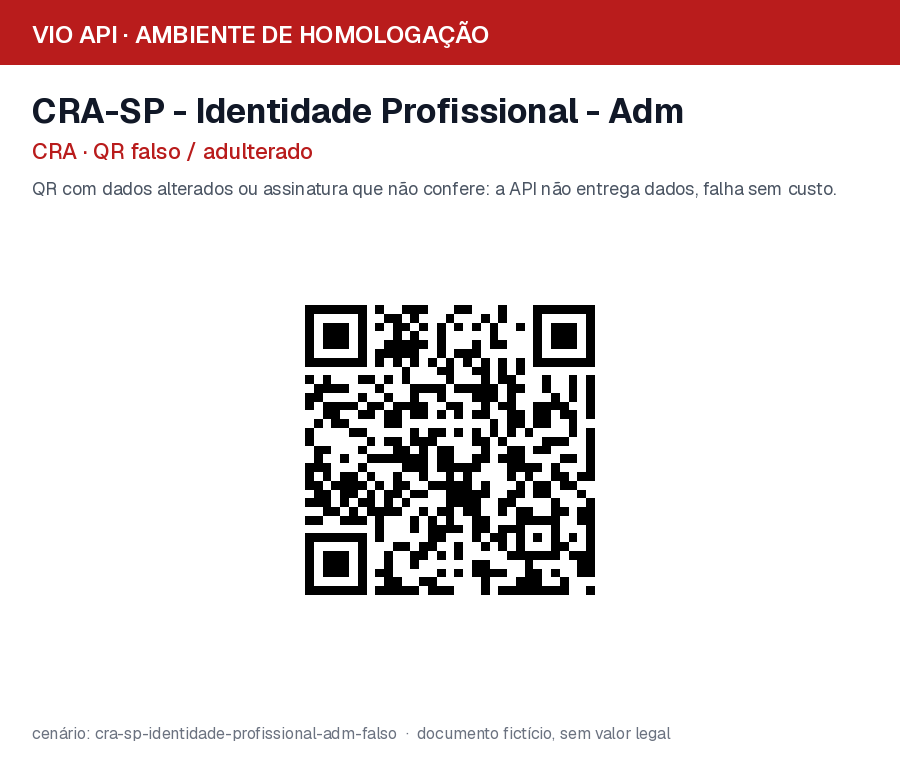 VIO API · AMBIENTE DE HOMOLOGAÇÃO
CRA-SP - Identidade Profissional - Adm
CRA · QR falso / adulterado
QR com dados alterados ou assinatura que não confere: a API não entrega dados, falha sem custo.
cenário: cra-sp-identidade-profissional-adm-falso · documento fictício, sem valor legal